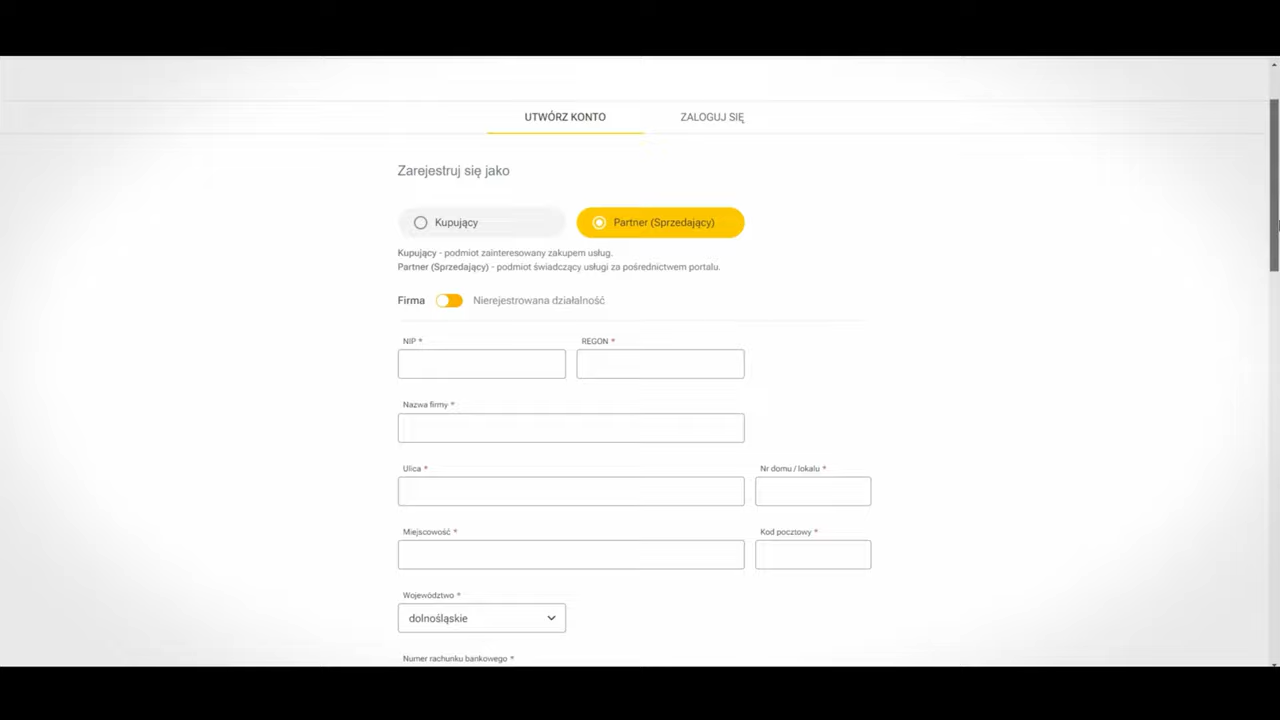 UTWÓRZ KONTO ZALOGUJ SIĘ
Zarejestruj się jako
Kupujący Partner (Sprzedający)
Kupujący - podmiot zainteresowany zakupem usług.
Partner (Sprzedający) - podmiot świadczący usługi za pośrednictwem portalu.
Firma Nierejestrowana działalność
NIP * REGON *
Nazwa firmy *
Ulica * Nr domu / lokalu *
Miejscowość * Kod pocztowy *
Województwo *
dolnośląskie
Numer rachunku bankowego *